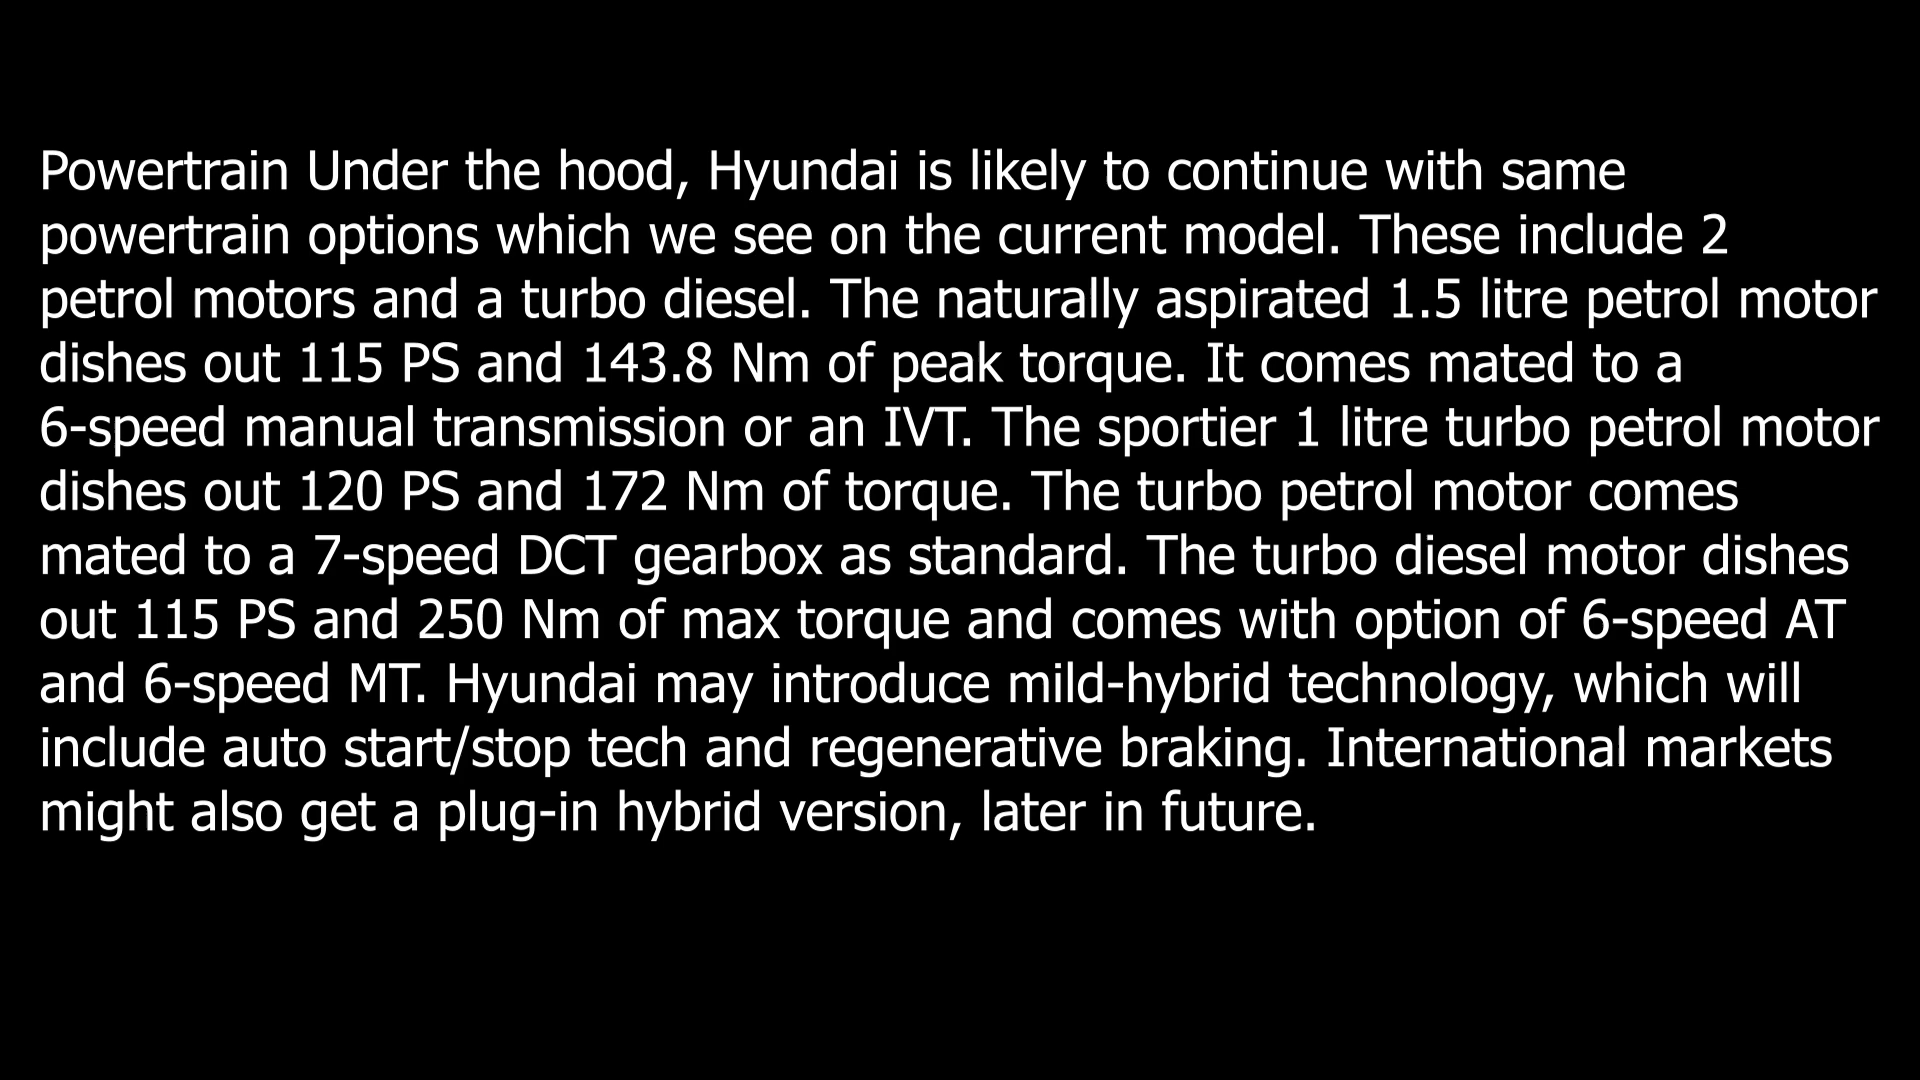 Powertrain Under the hood, Hyundai is likely to continue with same
powertrain options which we see on the current model. These include 2
petrol motors and a turbo diesel. The naturally aspirated 1.5 litre petrol motor
dishes out 115 PS and 143.8 Nm of peak torque. It comes mated to a
6-speed manual transmission or an IVT. The sportier 1 litre turbo petrol motor
dishes out 120 PS and 172 Nm of torque. The turbo petrol motor comes
mated to a 7-speed DCT gearbox as standard. The turbo diesel motor dishes
out 115 PS and 250 Nm of max torque and comes with option of 6-speed AT
and 6-speed MT. Hyundai may introduce mild-hybrid technology, which will
include auto start/stop tech and regenerative braking. International markets
might also get a plug-in hybrid version, later in future.